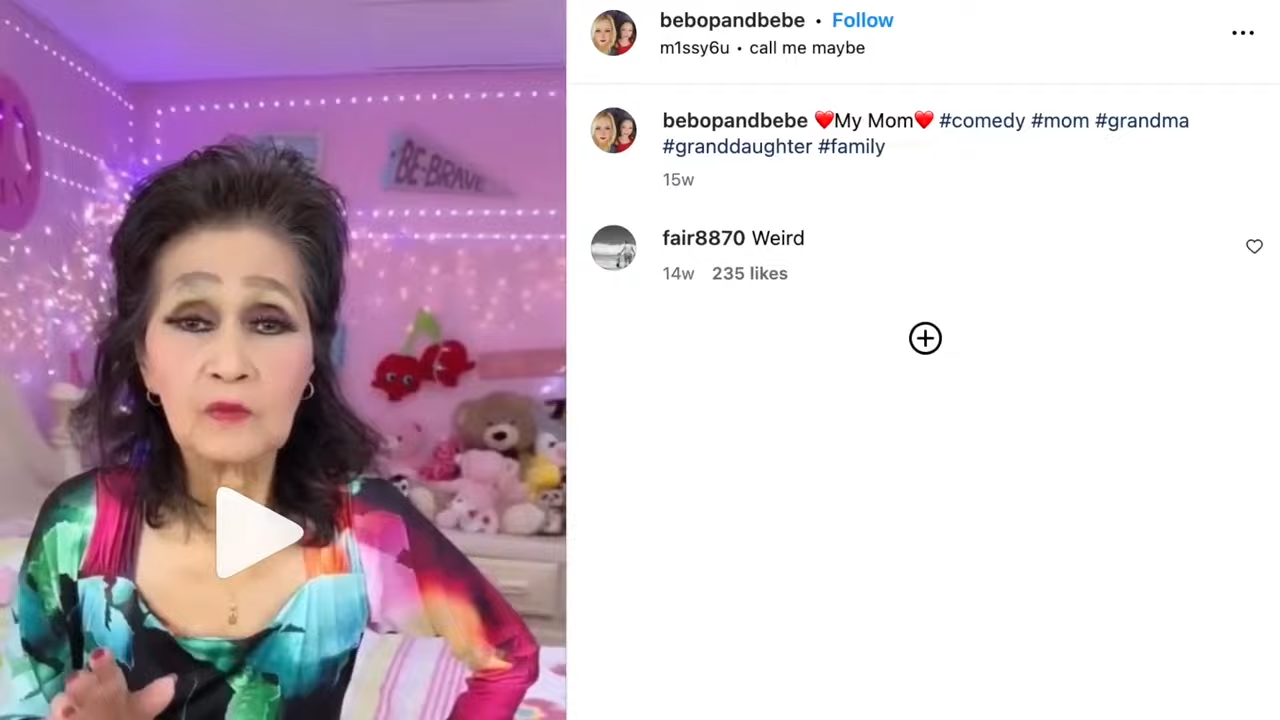 BE-BRAVE
bebopandbebe • Follow
m1ssy6u • call me maybe
bebopandbebe ❤️My Mom❤️ #comedy #mom #grandma
#granddaughter #family
15w
fair8870 Weird
14w 235 likes